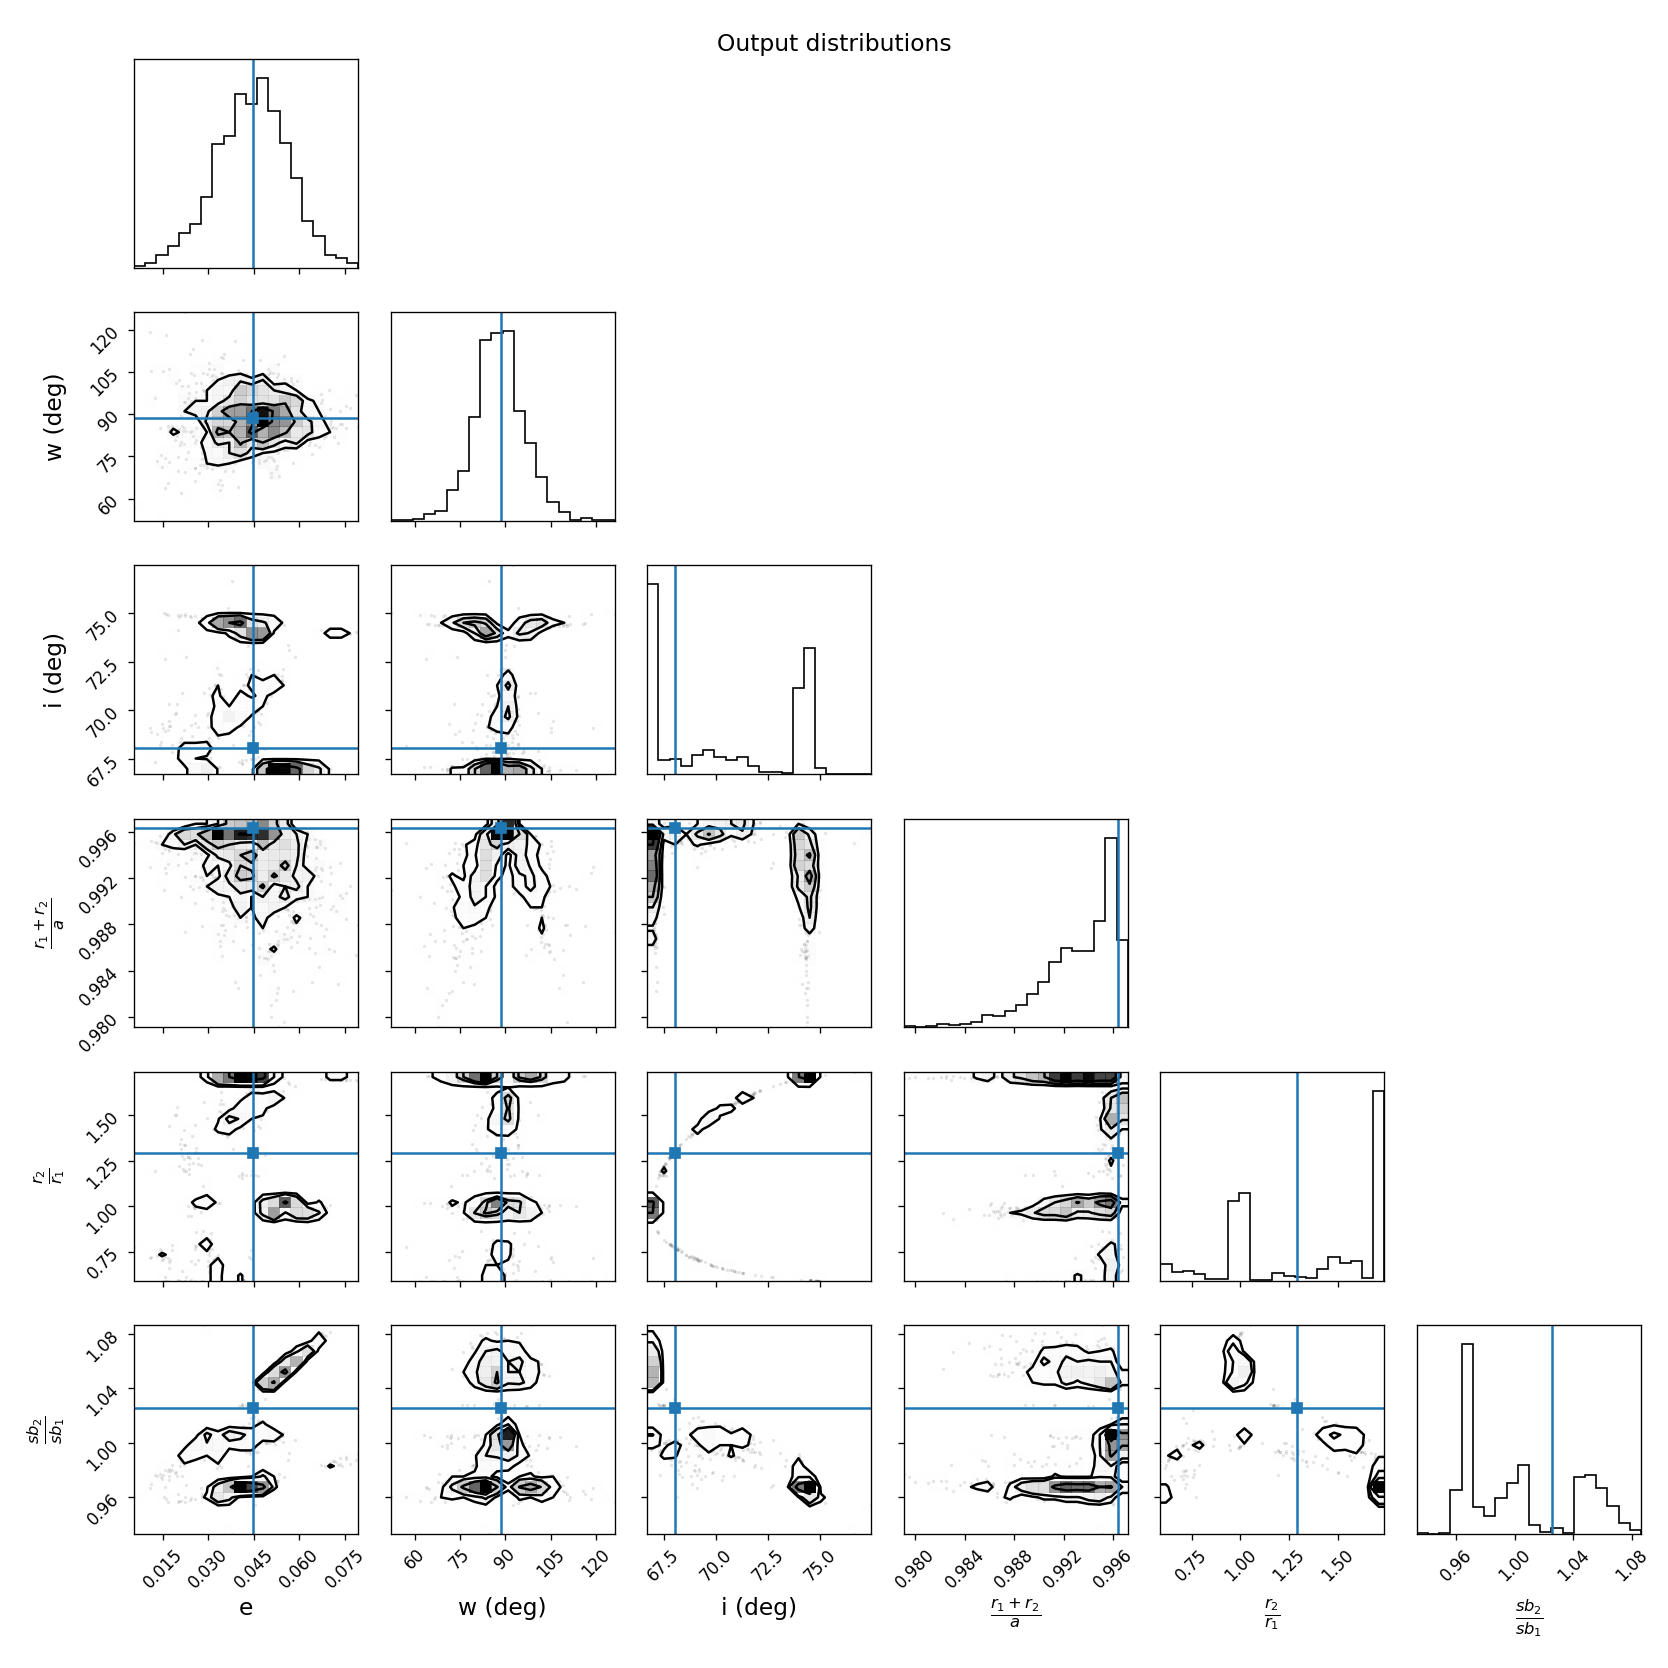 Output distributions
120
105
90
75
60
w (deg)
75.0
72.5
70.0
67.5
i (deg)
0.996
0.992
0.988
0.984
0.980
r₁ + r₂
a
1.50
1.25
1.00
0.75
r₂
r₁
1.08
1.04
1.00
0.96
sb₂
sb₁
0.015 0.030 0.045 0.060 0.075 60 75 90 105 120 67.5 70.0 72.5 75.0 0.980 0.984 0.988 0.992 0.996 0.75 1.00 1.25 1.50 0.96 1.00 1.04 1.08
e w (deg) i (deg) r₁ + r₂ / a r₂ / r₁ sb₂ / sb₁